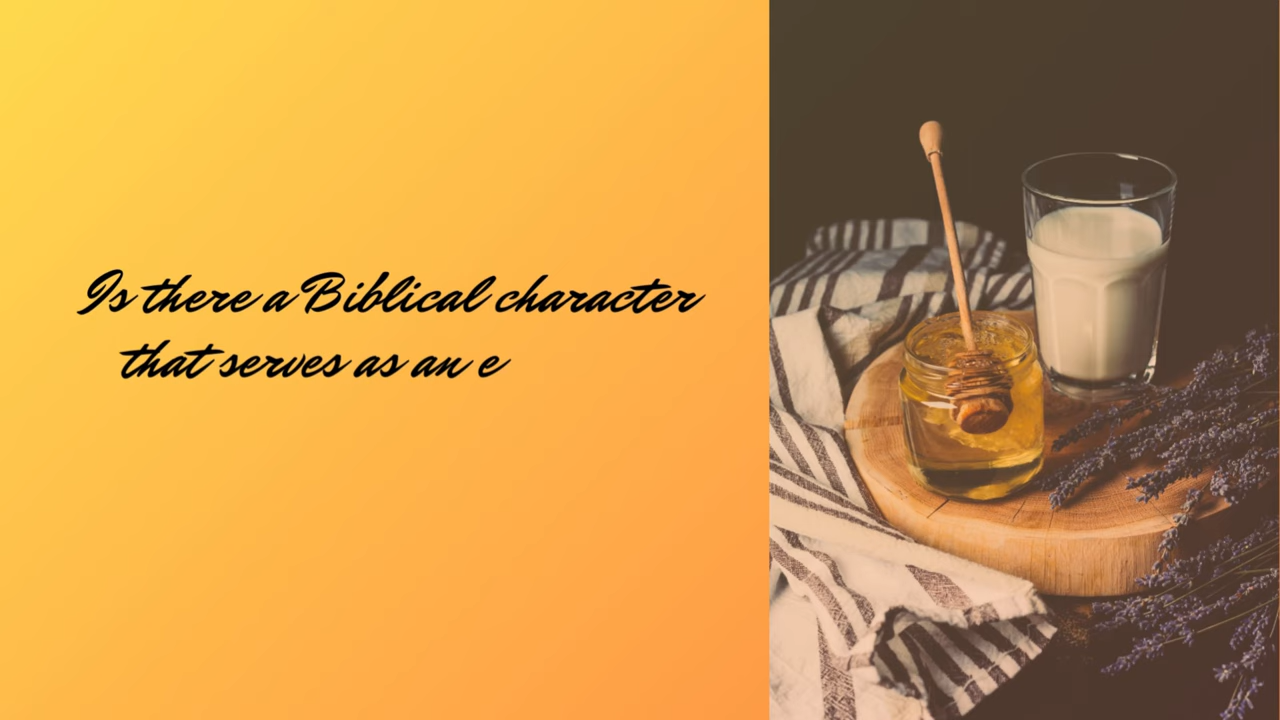 Is there a Biblical character
that serves as an e